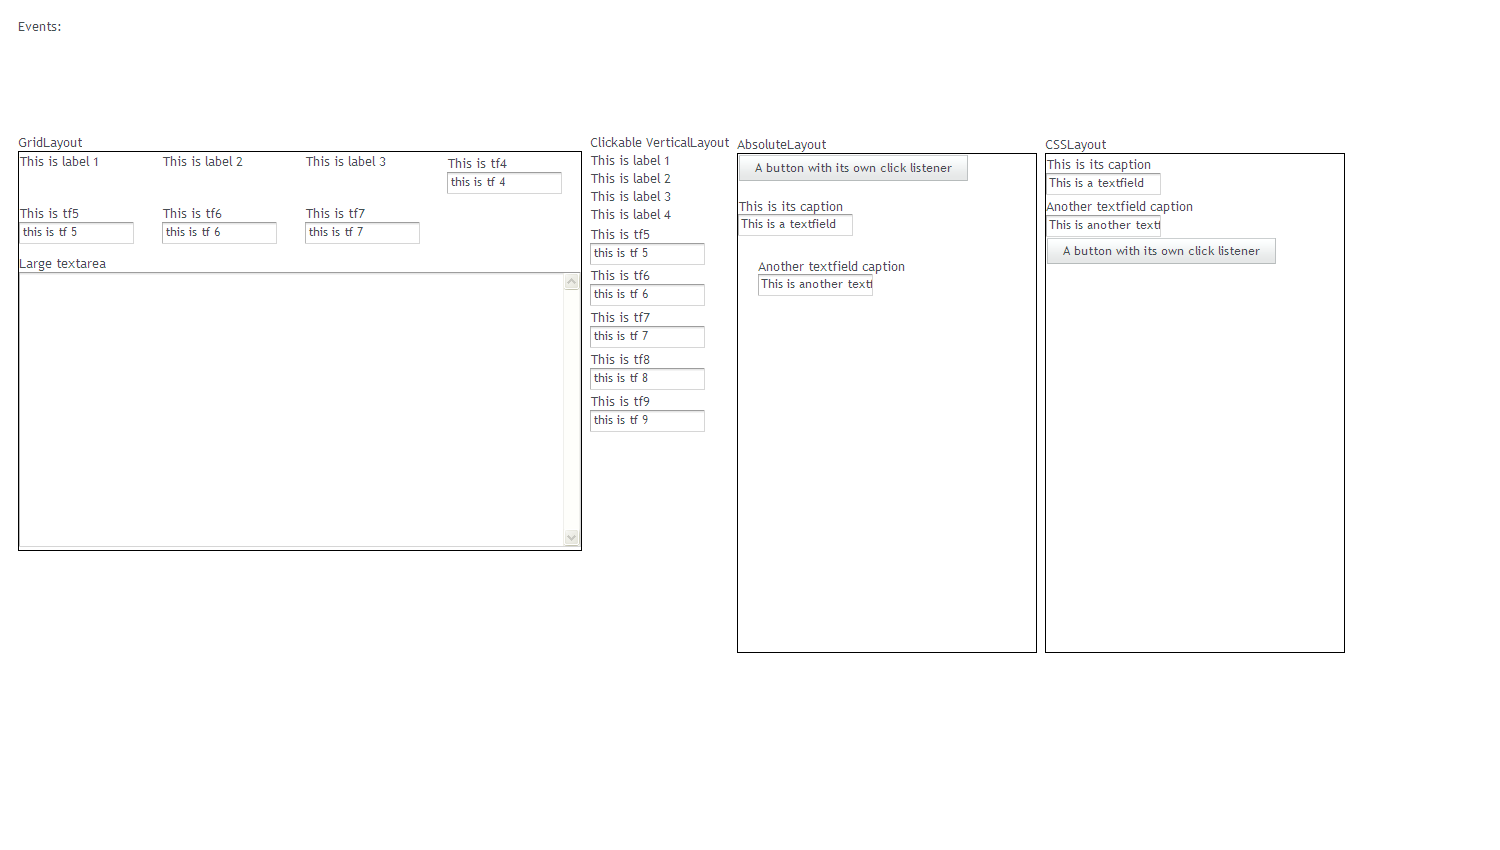 Events:
GridLayout
This is label 1
This is label 2
This is label 3
This is tf4
this is tf 4
This is tf5
this is tf 5
This is tf6
this is tf 6
This is tf7
this is tf 7
Large textarea
Clickable VerticalLayout
This is label 1
This is label 2
This is label 3
This is label 4
This is tf5
this is tf 5
This is tf6
this is tf 6
This is tf7
this is tf 7
This is tf8
this is tf 8
This is tf9
this is tf 9
AbsoluteLayout
A button with its own click listener
This is its caption
This is a textfield
Another textfield caption
This is another text
CSSLayout
This is its caption
This is a textfield
Another textfield caption
This is another text
A button with its own click listener